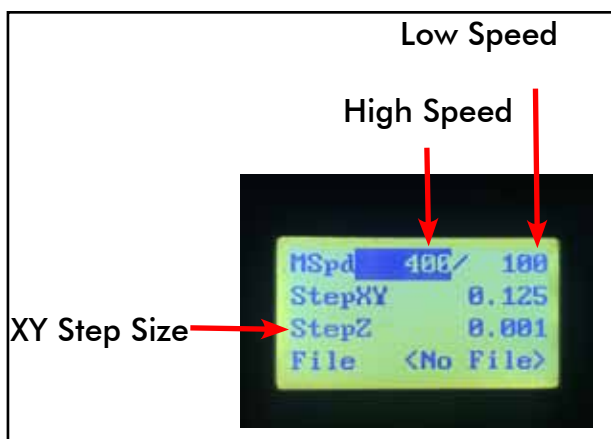 Low Speed
High Speed
MSpd 400/ 100
StepXY 0.125
XY Step Size
StepZ 0.001
File <No File>